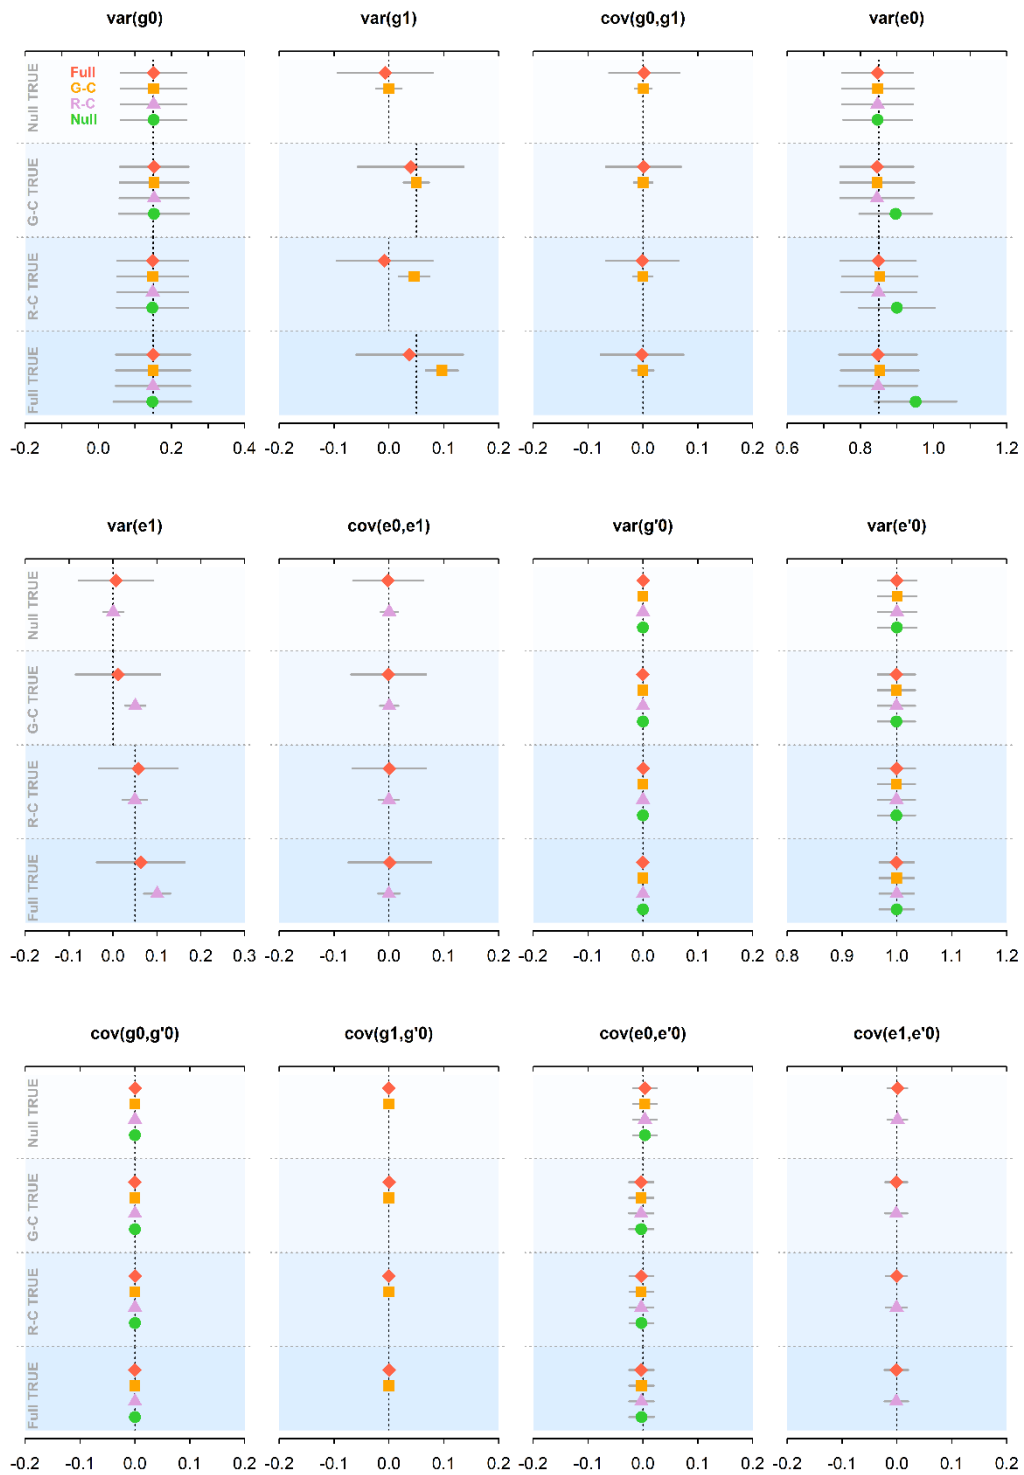 var(g0) var(g1) cov(g0,g1) var(e0)
Null TRUE
Full
G-C
R-C
Null
G-C TRUE
R-C TRUE
Full TRUE
-0.2 0.0 0.2 0.4 -0.2 -0.1 0.0 0.1 0.2 -0.2 -0.1 0.0 0.1 0.2 0.6 0.8 1.0 1.2
var(e1) cov(e0,e1) var(g'0) var(e'0)
Null TRUE
G-C TRUE
R-C TRUE
Full TRUE
-0.2 -0.1 0.0 0.1 0.2 0.3 -0.2 -0.1 0.0 0.1 0.2 -0.2 -0.1 0.0 0.1 0.2 0.8 0.9 1.0 1.1 1.2
cov(g0,g'0) cov(g1,g'0) cov(e0,e'0) cov(e1,e'0)
Null TRUE
G-C TRUE
R-C TRUE
Full TRUE
-0.2 -0.1 0.0 0.1 0.2 -0.2 -0.1 0.0 0.1 0.2 -0.2 -0.1 0.0 0.1 0.2 -0.2 -0.1 0.0 0.1 0.2